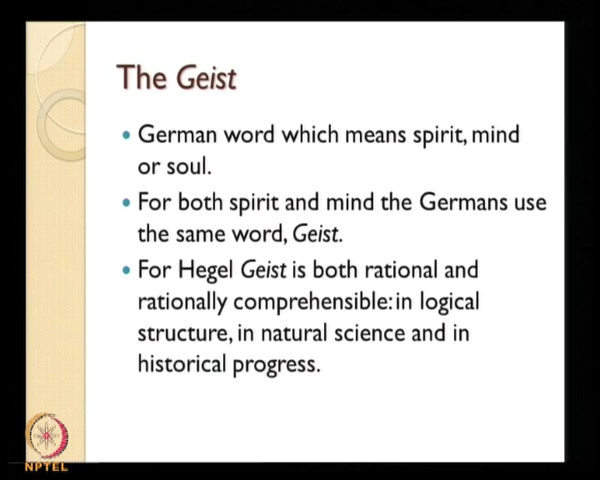 The Geist
• German word which means spirit, mind
or soul.
• For both spirit and mind the Germans use
the same word, Geist.
• For Hegel Geist is both rational and
rationally comprehensible: in logical
structure, in natural science and in
historical progress.
NPTEL